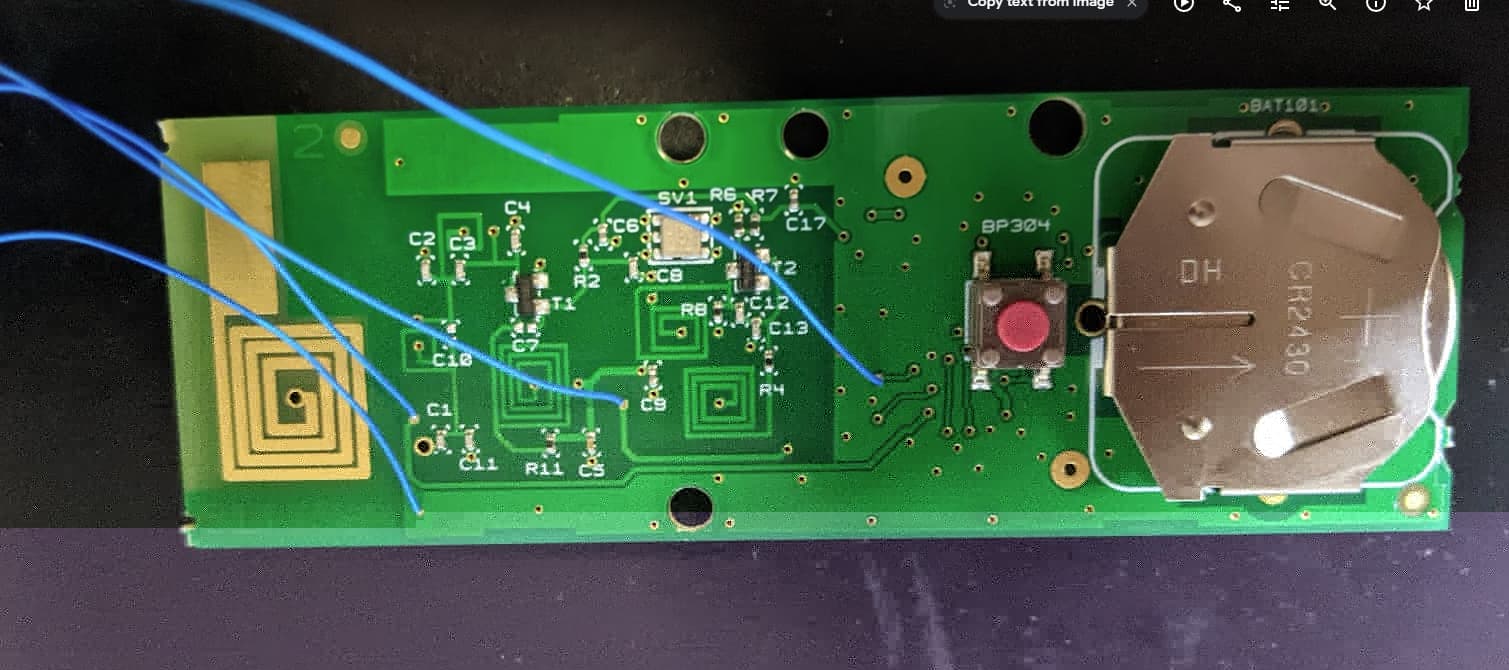 Copy text from image
BAT101
2
C4
SV1
R6
R7
C2
C3
C6
C17
BP304
R2
C8
T2
T1
R8
C12
C13
C7
C10
R4
C9
C1
C11
R11
C5
DH
CR2430
+